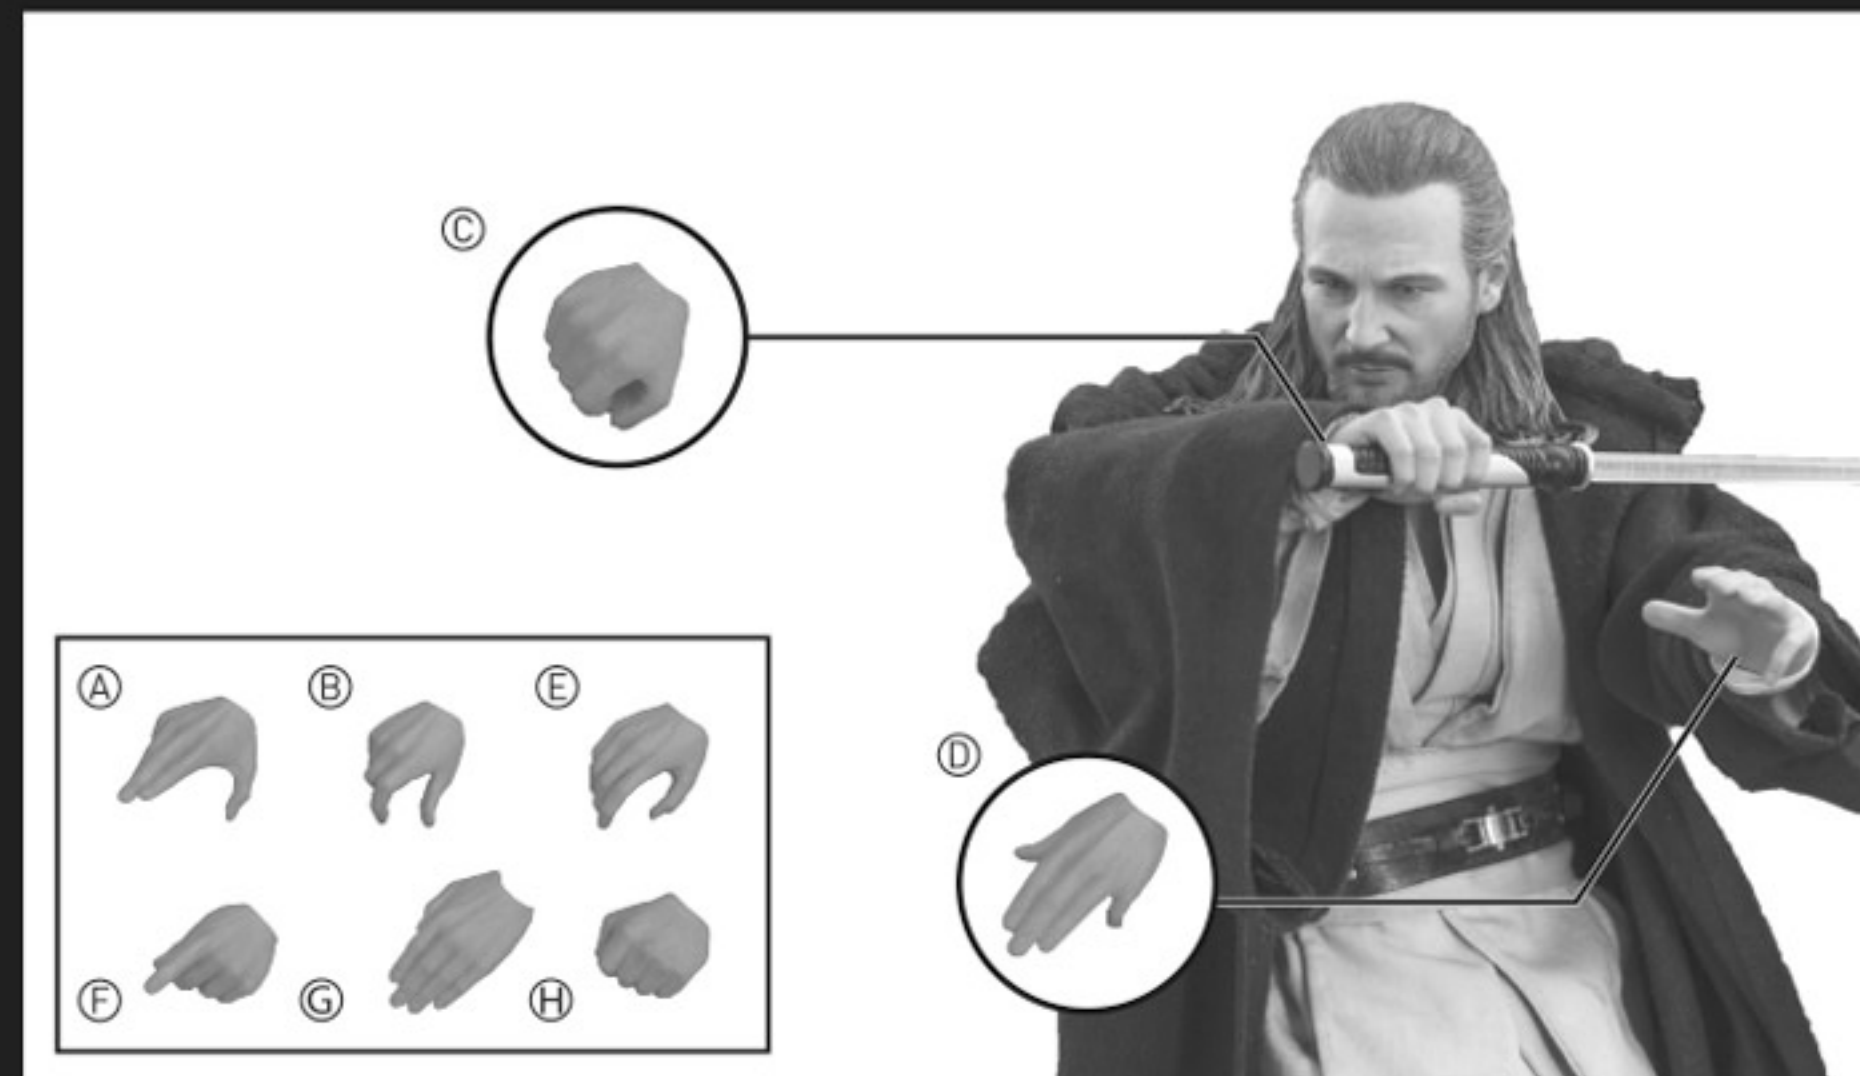 Ⓒ
Ⓐ Ⓑ Ⓔ
Ⓓ
Ⓕ Ⓖ Ⓗ